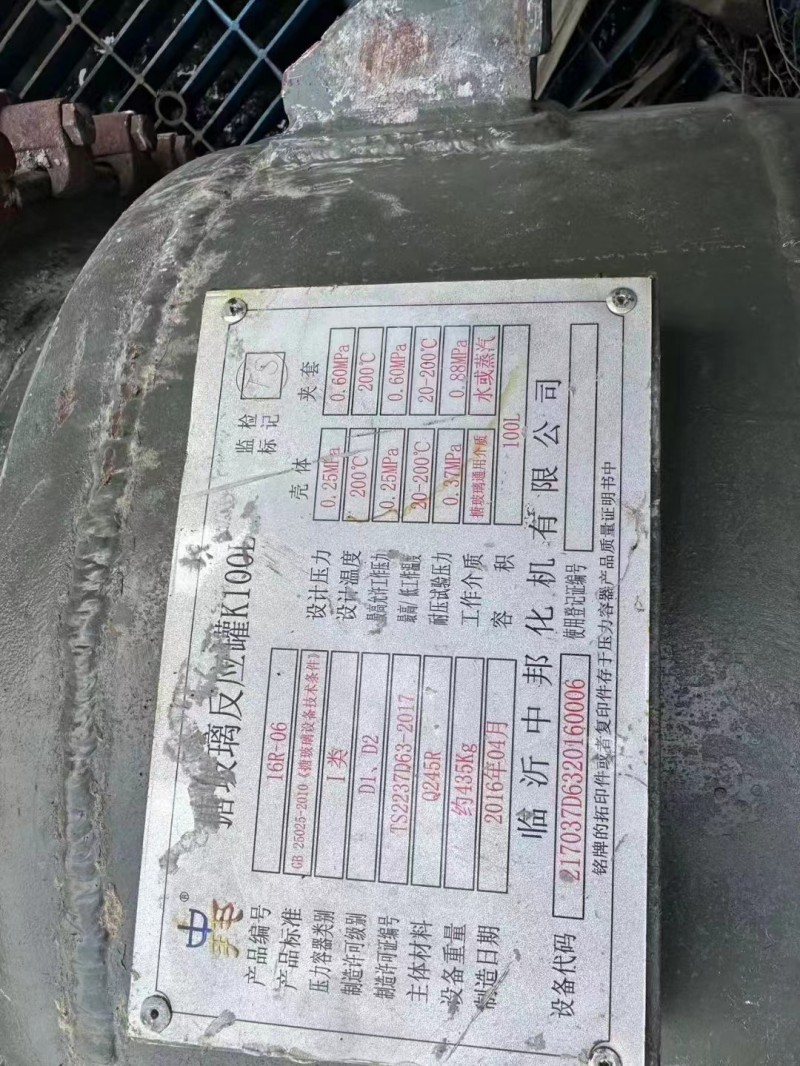 中邦®
搪玻璃反应罐K100L
监检标记 TS
产品编号 16R-06
产品标准 GB 25025-2010《搪玻璃设备技术条件》
压力容器类别 I类
制造许可级别 D1、D2
制造许可证编号 TS2237D63-2017
主体材料 Q245R
设备重量 约435Kg
制造日期 2016年04月
壳体 夹套
设计压力 0.25MPa 0.60MPa
设计温度 200℃ 200℃
最高允许工作压力 0.25MPa 0.60MPa
最高/低工作温度 20-200℃ 20-200℃
耐压试验压力 0.37MPa 0.88MPa
工作介质 搪玻璃通用介质 水或蒸汽
容积 100L
临沂中邦化机有限公司
设备代码 217037D6320160006 使用登记证编号
铭牌的拓印件或者复印件存于压力容器产品质量证明书中